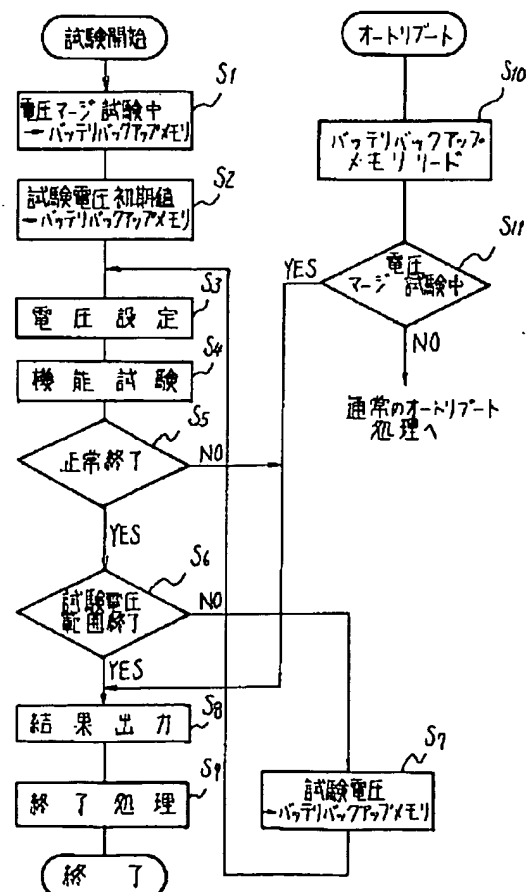 試験開始
S1
電圧マージ試験中
→バッテリバックアップメモリ
S2
試験電圧初期値
→バッテリバックアップメモリ
S3
電圧設定
S4
機能試験
S5
正常終了
NO
YES
S6
試験電圧
範囲終了
NO
YES
S8
結果出力
S9
終了処理
終了
S7
試験電圧
→バッテリバックアップメモリ
オートリブート
S10
バッテリバックアップ
メモリリード
S11
電圧
マージ試験中
YES
NO
通常のオートリブート
処理へ